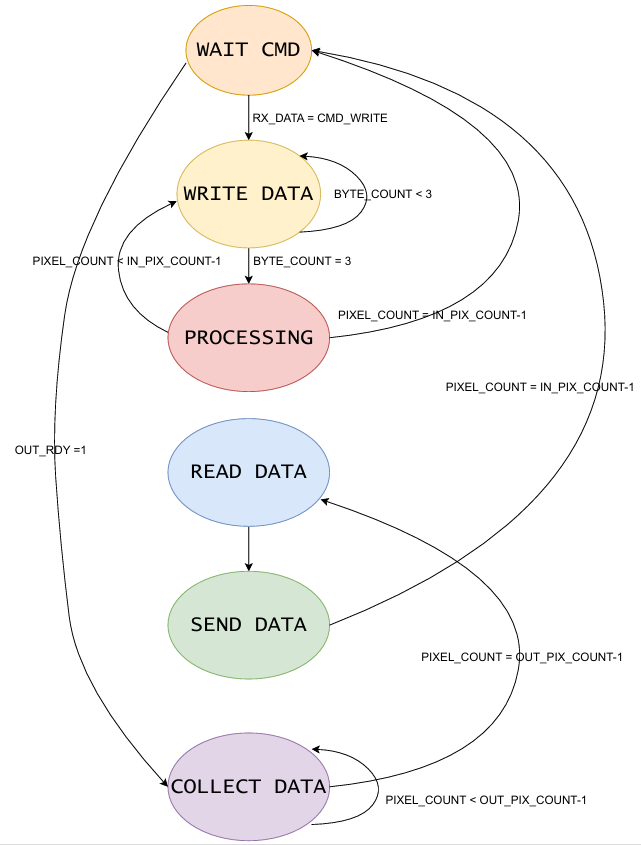 WAIT CMD
RX_DATA = CMD_WRITE
WRITE DATA
BYTE_COUNT < 3
PIXEL_COUNT < IN_PIX_COUNT-1
BYTE_COUNT = 3
PIXEL_COUNT = IN_PIX_COUNT-1
PROCESSING
PIXEL_COUNT = IN_PIX_COUNT-1
OUT_RDY =1
READ DATA
SEND DATA
PIXEL_COUNT = OUT_PIX_COUNT-1
COLLECT DATA
PIXEL_COUNT < OUT_PIX_COUNT-1